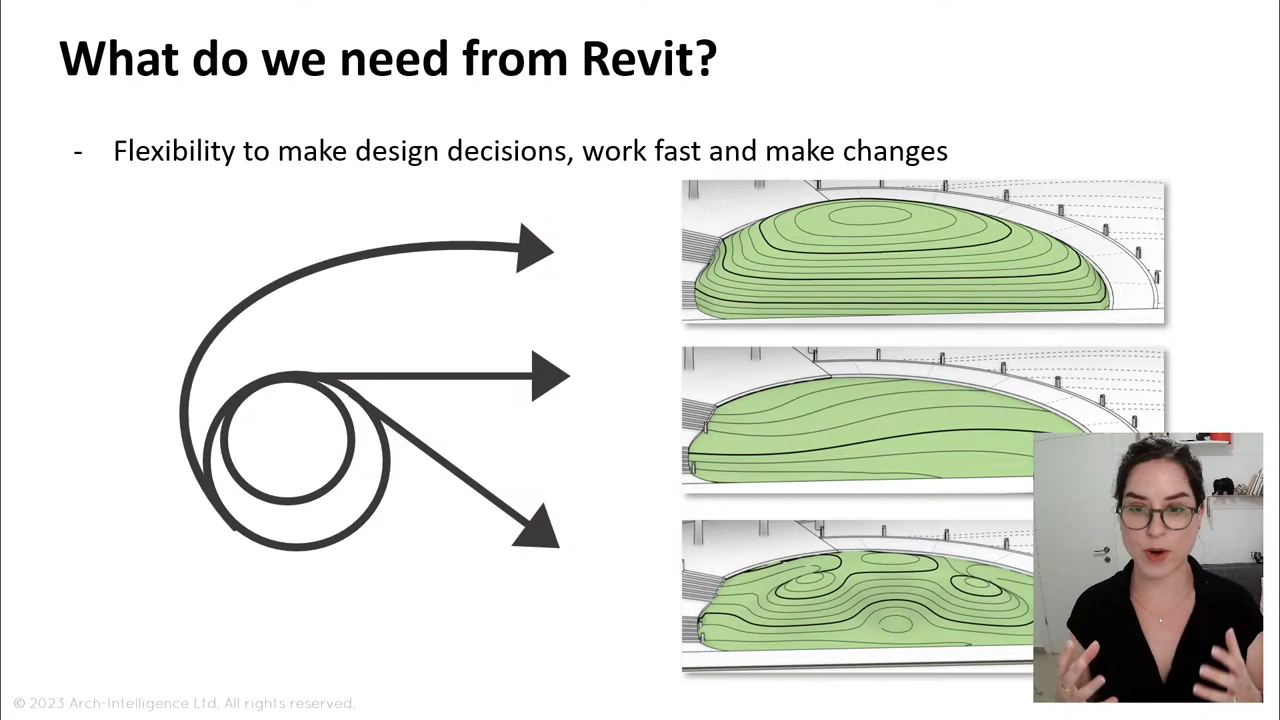 What do we need from Revit?
- Flexibility to make design decisions, work fast and make changes
© 2023 Arch-Intelligence Ltd. All rights reserved.